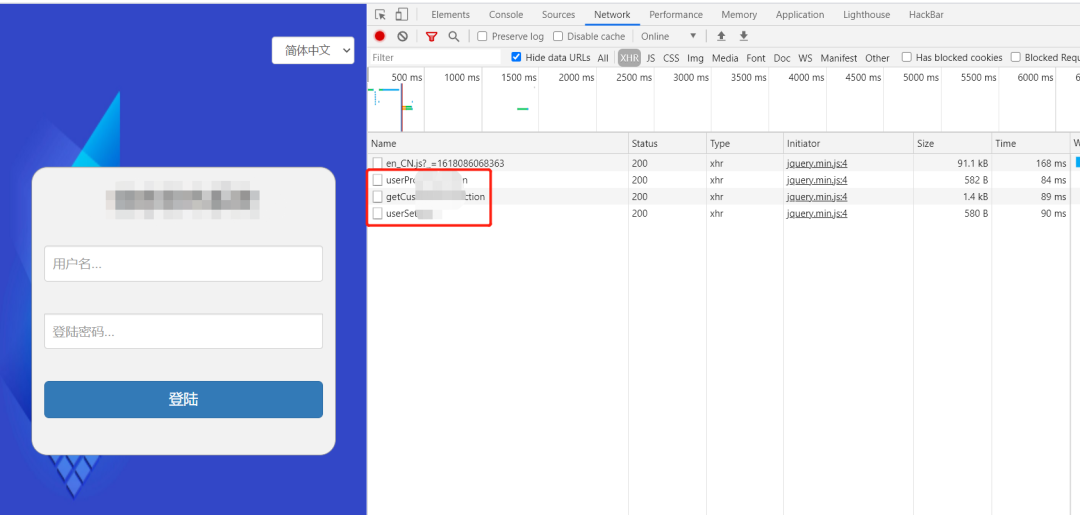 Elements Console Sources Network Performance Memory Application Lighthouse HackBar
Preserve log Disable cache Online
Filter Hide data URLs All XHR JS CSS Img Media Font Doc WS Manifest Other Has blocked cookies Blocked Requ
500 ms 1000 ms 1500 ms 2000 ms 2500 ms 3000 ms 3500 ms 4000 ms 4500 ms 5000 ms 5500 ms 6000 ms 6
Name Status Type Initiator Size Time W
en_CN.js?_=1618086068363 200 xhr jquery.min.js:4 91.1 kB 168 ms
userPro n 200 xhr jquery.min.js:4 582 B 84 ms
getCus ction 200 xhr jquery.min.js:4 1.4 kB 89 ms
userSet 200 xhr jquery.min.js:4 580 B 90 ms
简体中文
用户名...
登陆密码...
登陆